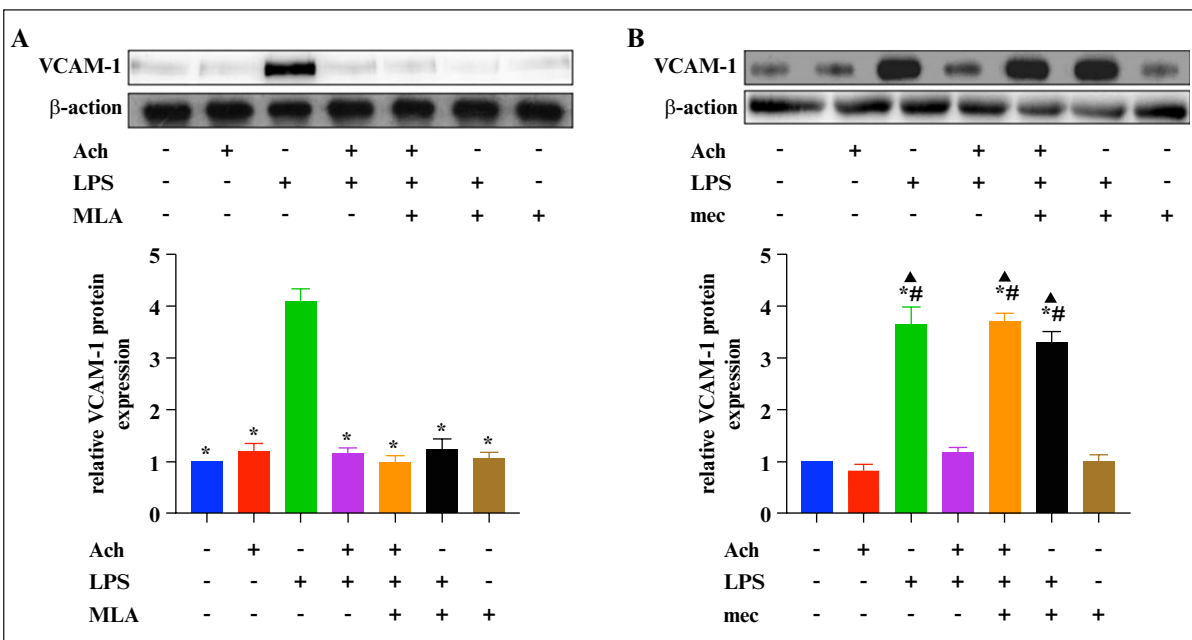 A
VCAM-1
β-action
Ach - + - + + - -
LPS - - + + + + -
MLA - - - - + + +
relative VCAM-1 protein
expression
5
4
3
2
1
0
* * * * * *
Ach - + - + + - -
LPS - - + + + + -
MLA - - - - + + +
B
VCAM-1
β-action
Ach - + - + + - -
LPS - - + + + + -
mec - - - - + + +
relative VCAM-1 protein
expression
5
4
3
2
1
0
▲ ▲ ▲
*# *# *#
Ach - + - + + - -
LPS - - + + + + -
mec - - - - + + +